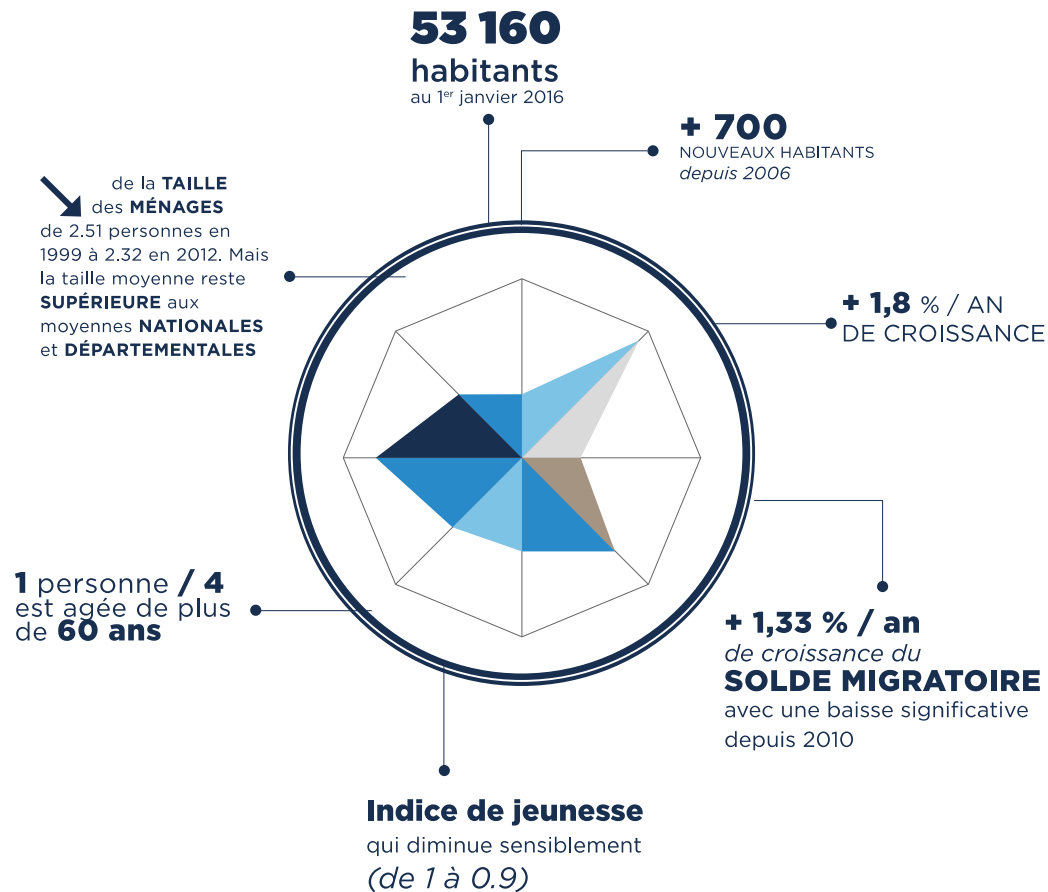 53 160
habitants
au 1er janvier 2016
+ 700
NOUVEAUX HABITANTS
depuis 2006
de la TAILLE
des MÉNAGES
de 2.51 personnes en
1999 à 2.32 en 2012. Mais
la taille moyenne reste
SUPÉRIEURE aux
moyennes NATIONALES
et DÉPARTEMENTALES
+ 1,8 % / AN
DE CROISSANCE
1 personne / 4
est agée de plus
de 60 ans
+ 1,33 % / an
de croissance du
SOLDE MIGRATOIRE
avec une baisse significative
depuis 2010
Indice de jeunesse
qui diminue sensiblement
(de 1 à 0.9)